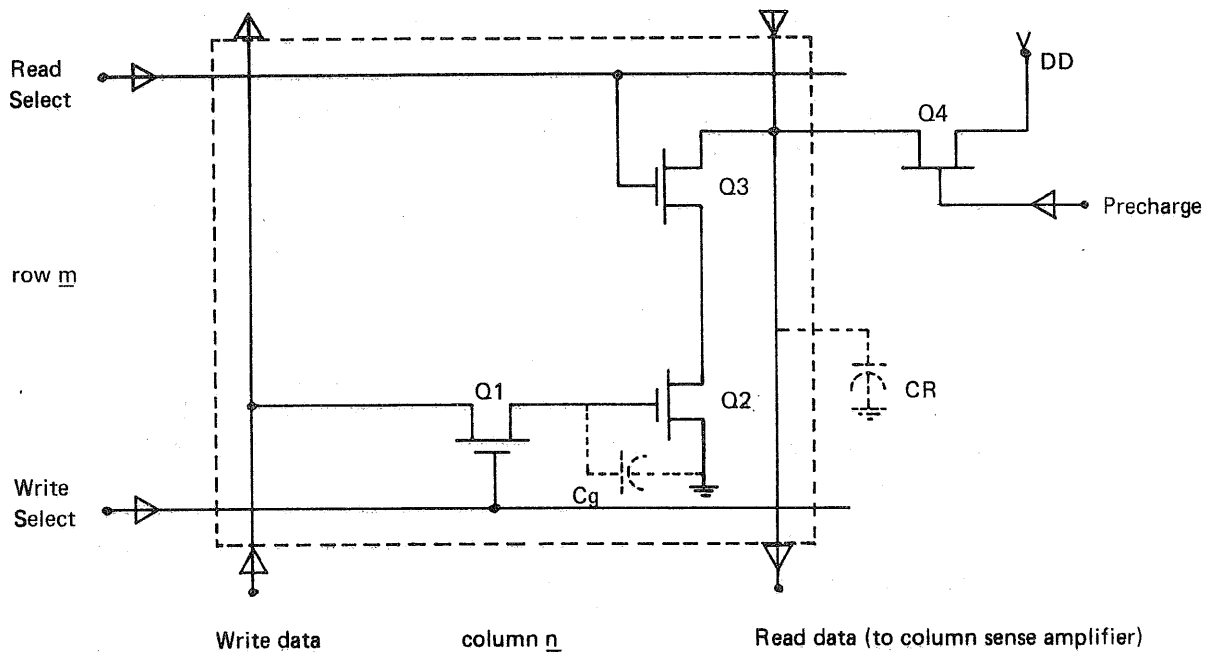 V
DD
Read
Select
Q4
Q3
Precharge
row m
Q1
Q2
CR
Cg
Write
Select
Write data
column n
Read data (to column sense amplifier)